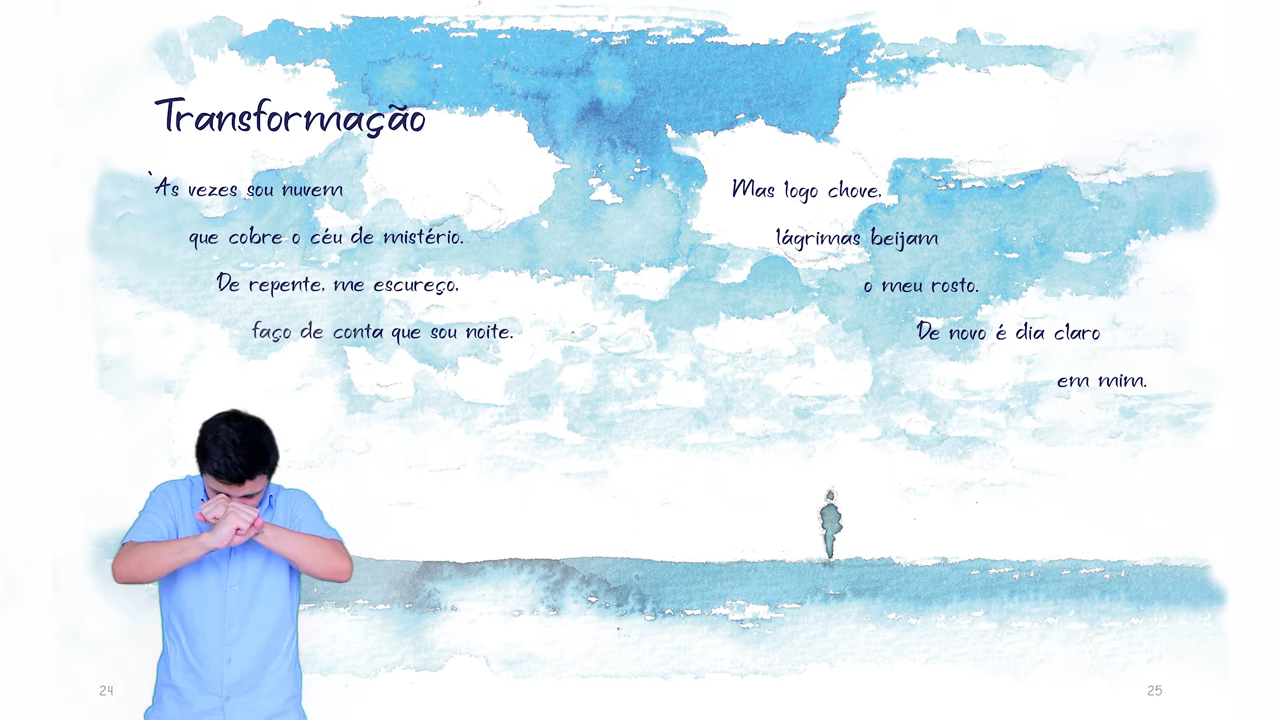 Transformação
`As vezes sou nuvem
que cobre o céu de mistério.
De repente, me escureço,
faço de conta que sou noite.
Mas logo chove,
lágrimas beijam
o meu rosto.
De novo é dia claro
em mim.
24
25